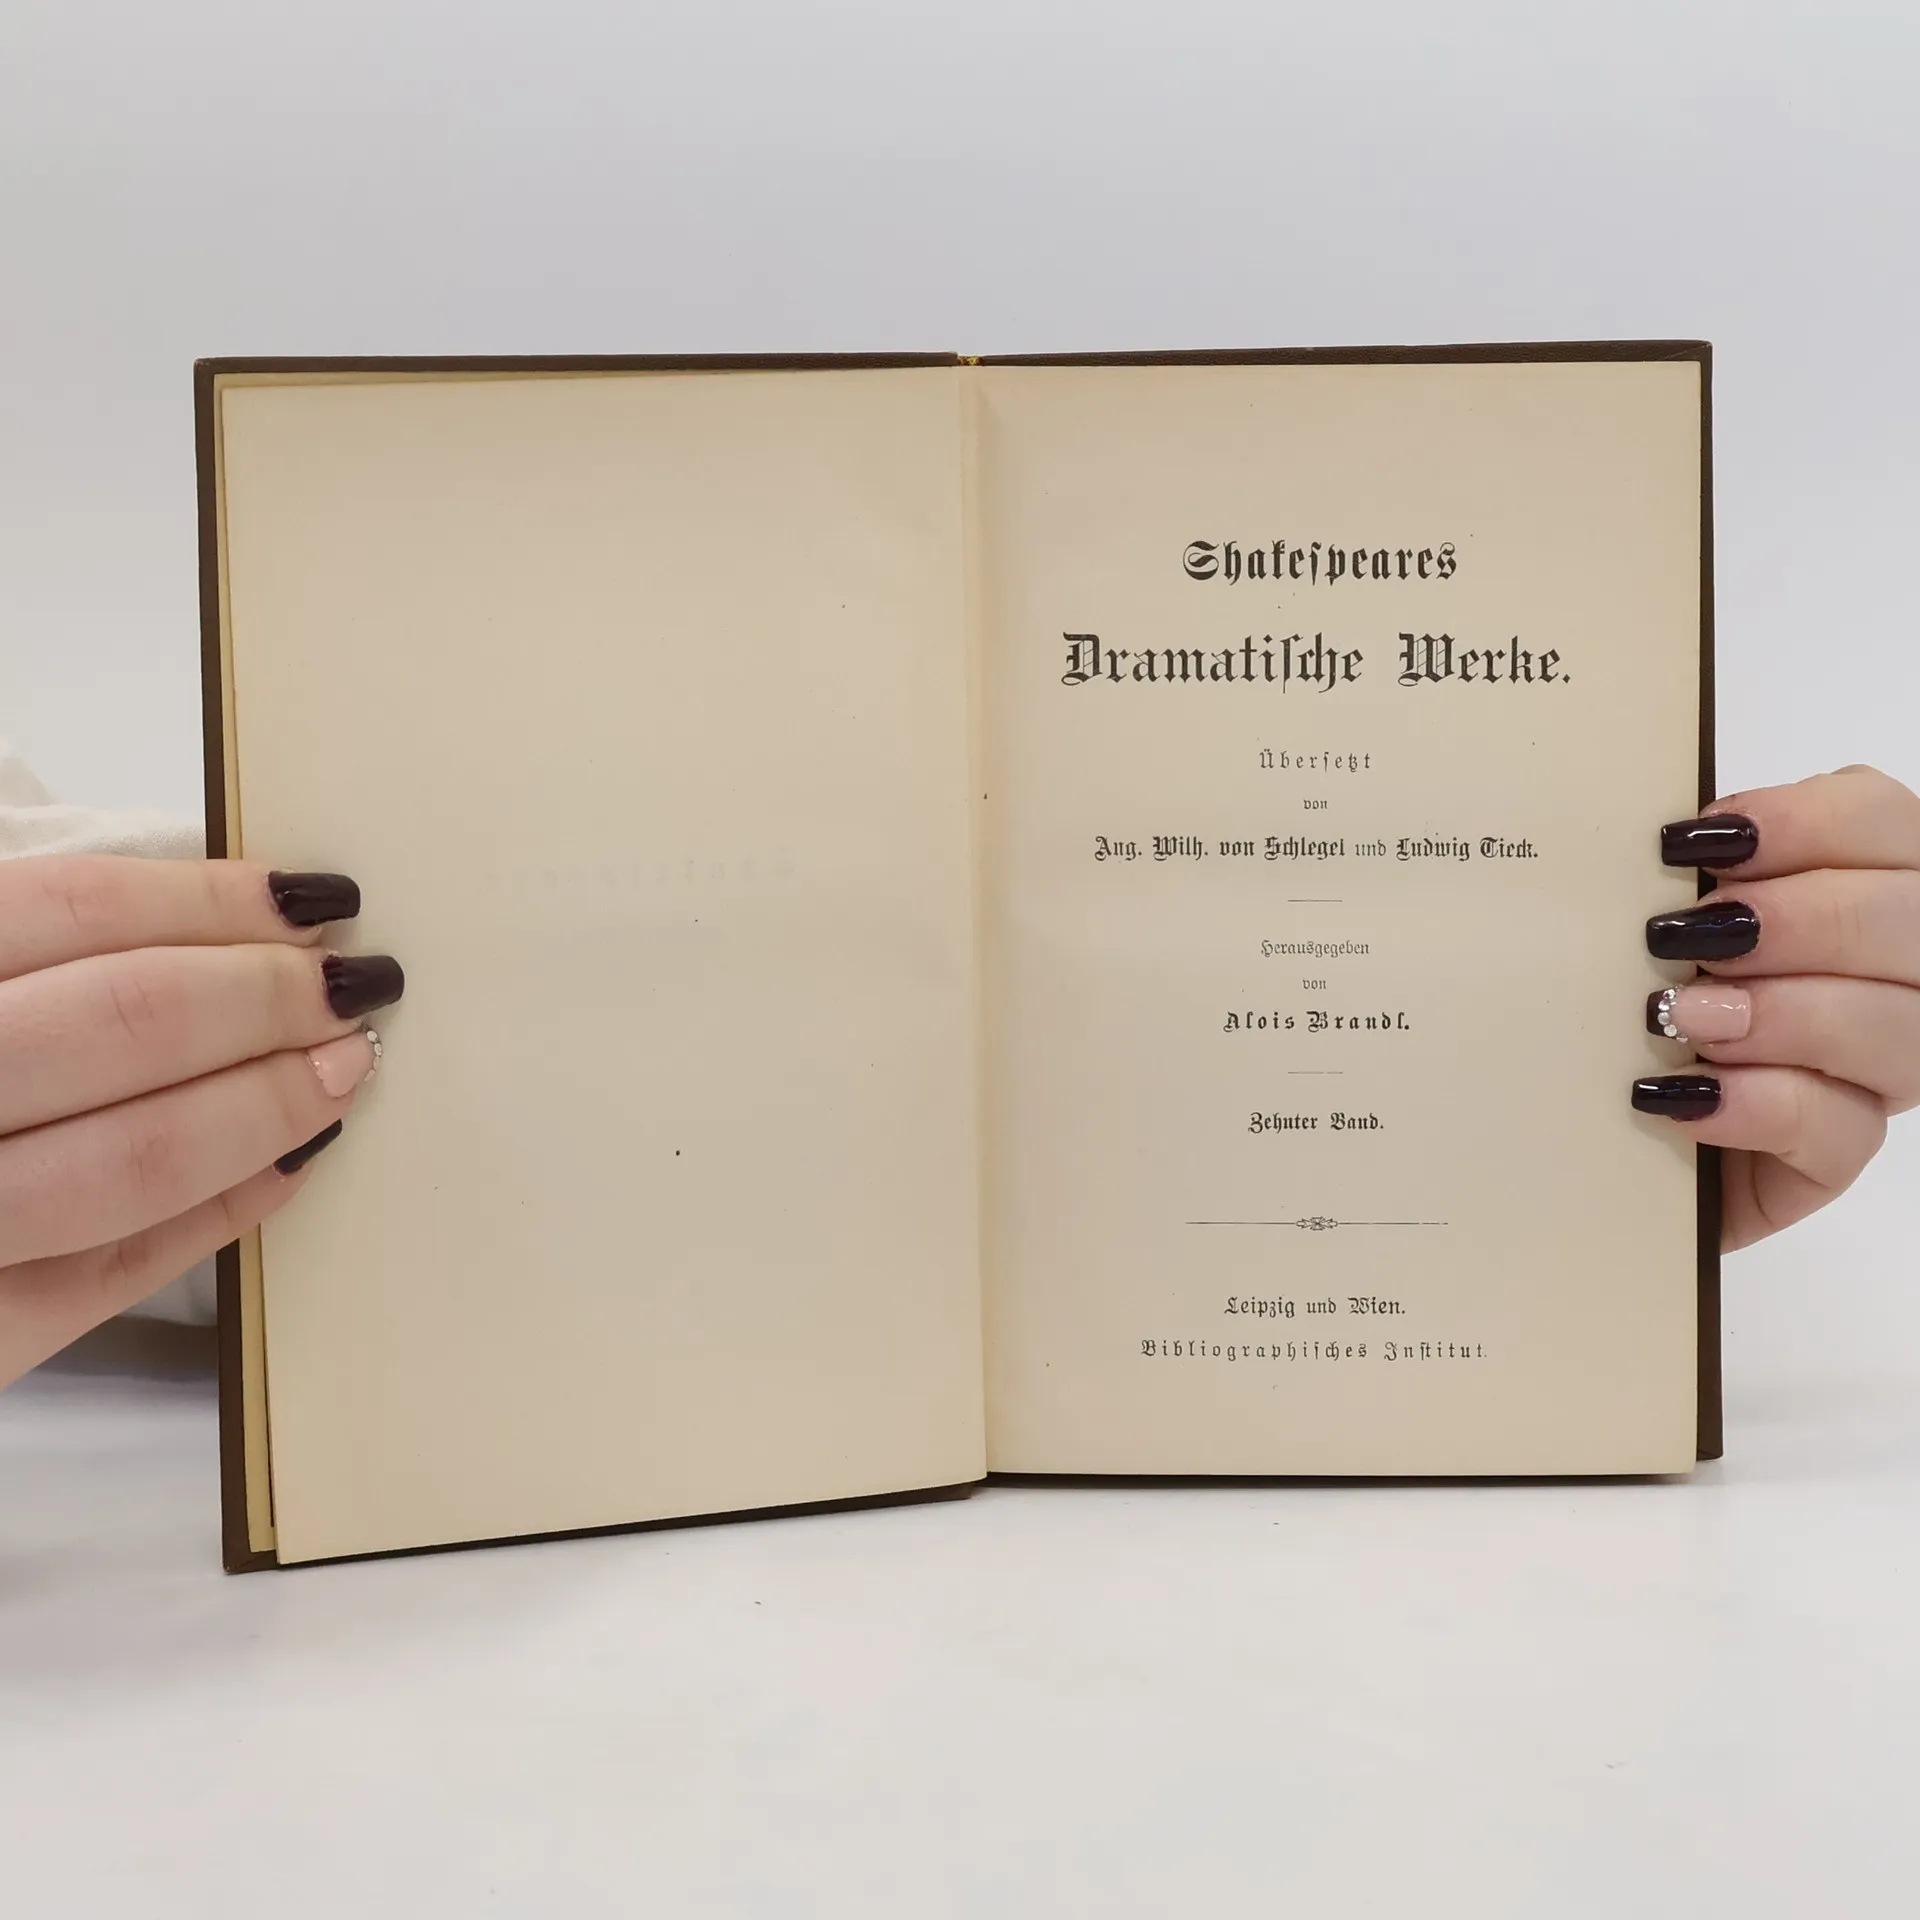 Shakeſpeares
Dramatiſche Werke.
Überſetzt
von
Aug. Wilh. von Schlegel und Ludwig Tieck.
Herausgegeben
von
Alois Brandl.
Zehnter Band.
Leipzig und Wien.
Bibliographiſches Inſtitut.